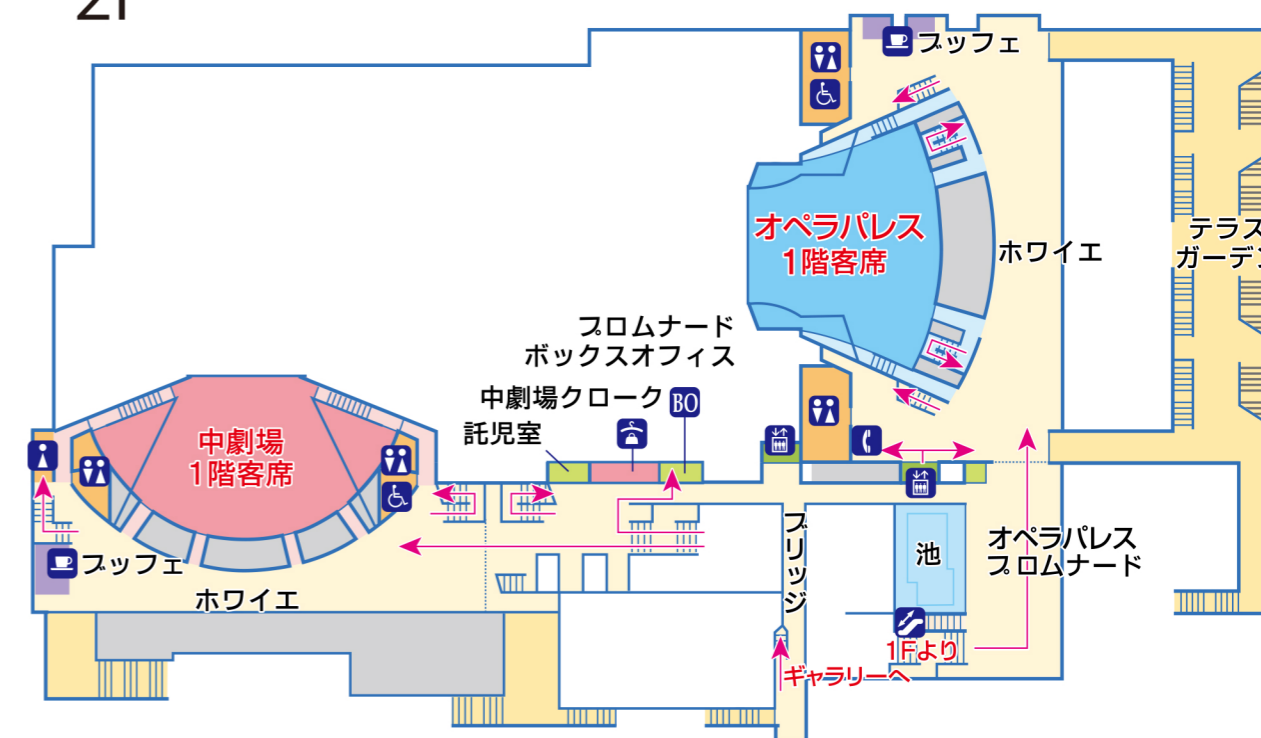 2F
ブッフェ
オペラパレス
1階客席
ホワイエ
テラス
ガーデン
プロムナード
ボックスオフィス
中劇場クローク
BO
託児室
中劇場
1階客席
ブッフェ
ホワイエ
ブリッジ
池
オペラパレス
プロムナード
1Fより
ギャラリーへ